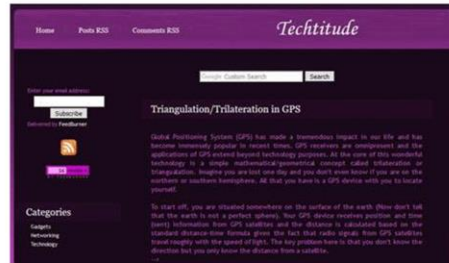 Home
Posts RSS
Comments RSS
Techtitude
Google Custom Search
Search
Enter your email address:
Subscribe
Delivered by FeedBurner
Triangulation/Trilateration in GPS
Global Positioning System (GPS) has made a tremendous impact in our life and has
become immensely popular in recent times. GPS receivers are omnipresent and the
applications of GPS extend beyond technology purposes. At the core of this wonderful
technology is a simple mathematical/geometrical concept called trilateration or
triangulation. Imagine you are lost one day and you don't even know if you are on the
northern or southern hemisphere. All that you have is a GPS device with you to locate
yourself.
To start off, you are situated somewhere on the surface of the earth (Now don't tell
that the earth is not a perfect sphere). Your GPS device receives position and time
(sent) information from GPS satellites and the distance is calculated based on the
standard distance-time formula given the fact that radio signals from GPS satellites
travel roughly with the speed of light. The key problem here is that you don't know the
direction but you only know the distance from a satellite.
Categories
Gadgets
Networking
Technology